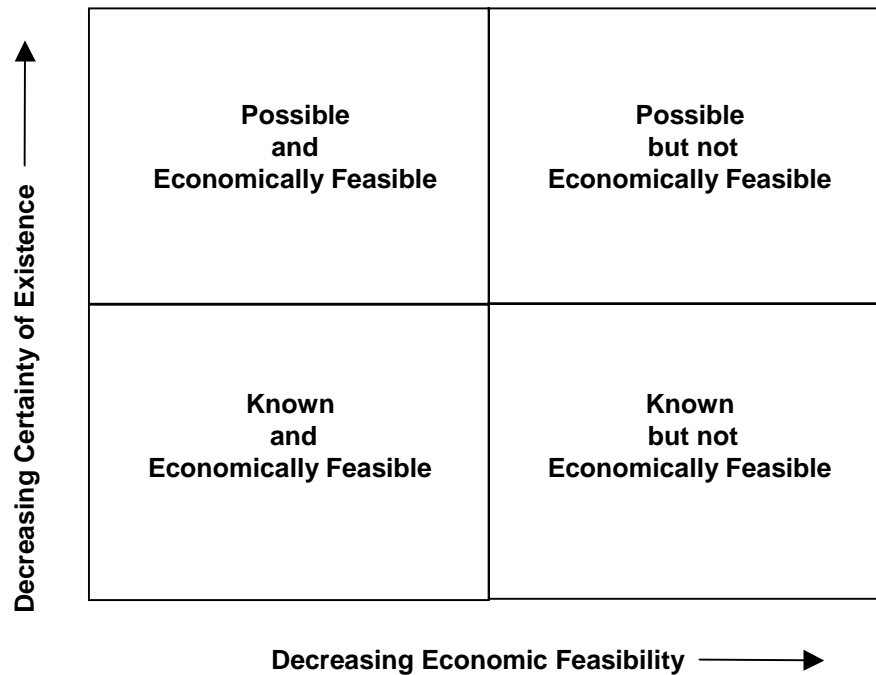 Decreasing Certainty of Existence
Possible
and
Economically Feasible
Possible
but not
Economically Feasible
Known
and
Economically Feasible
Known
but not
Economically Feasible
Decreasing Economic Feasibility